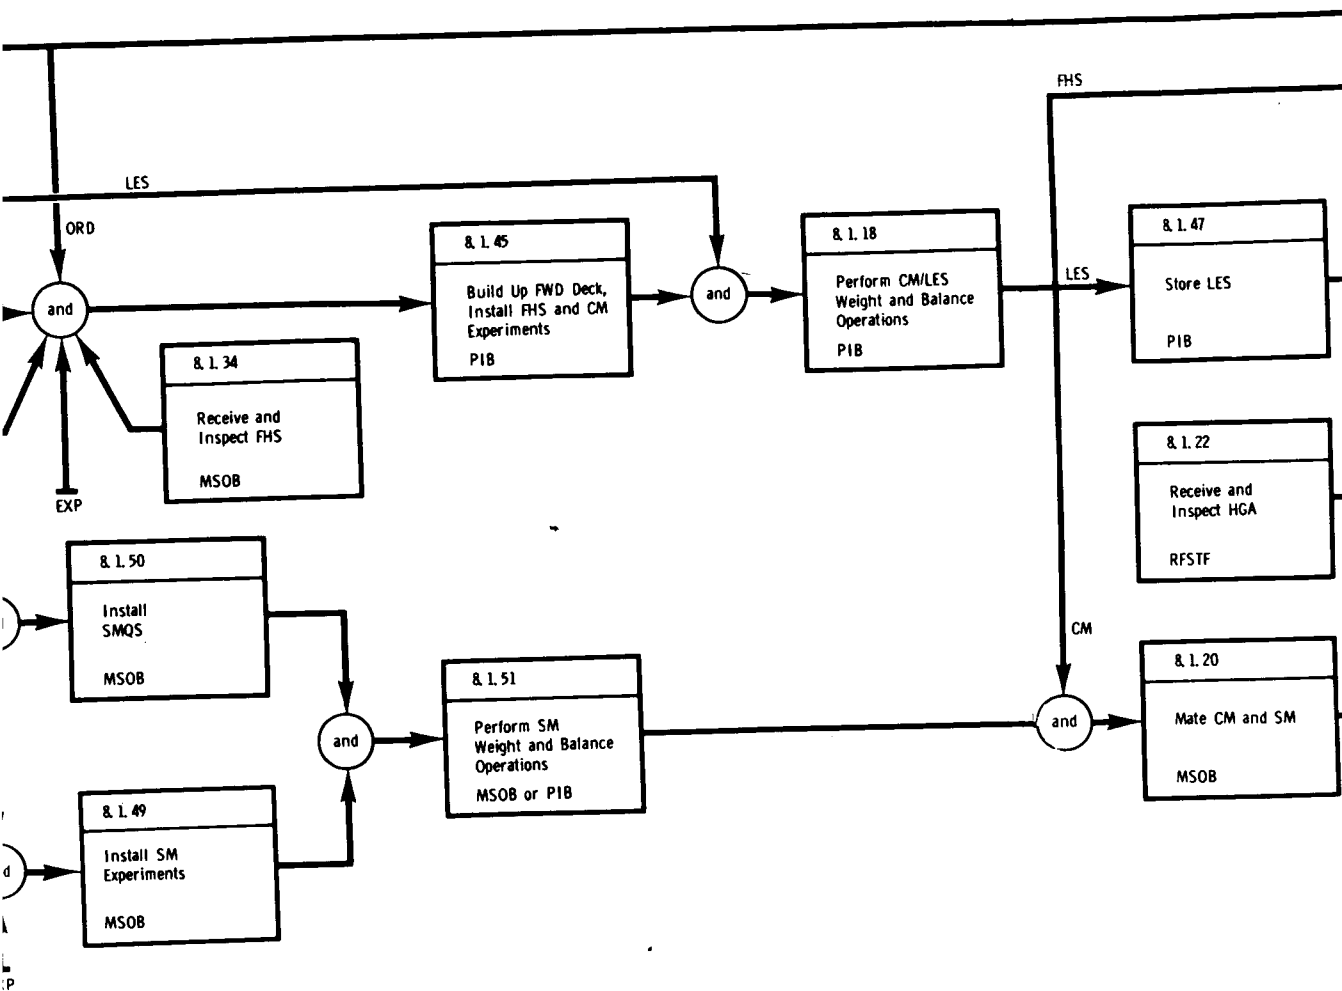 FHS
LES
ORD
and
8.1.45
Build Up FWD Deck,
Install FHS and CM
Experiments
PIB
and
8.1.18
Perform CM/LES
Weight and Balance
Operations
PIB
LES
8.1.47
Store LES
PIB
8.1.34
Receive and
Inspect FHS
MSOB
EXP
8.1.22
Receive and
Inspect HGA
RFSTF
8.1.50
Install
SMQS
MSOB
and
8.1.51
Perform SM
Weight and Balance
Operations
MSOB or PIB
CM
and
8.1.20
Mate CM and SM
MSOB
8.1.49
Install SM
Experiments
MSOB
d